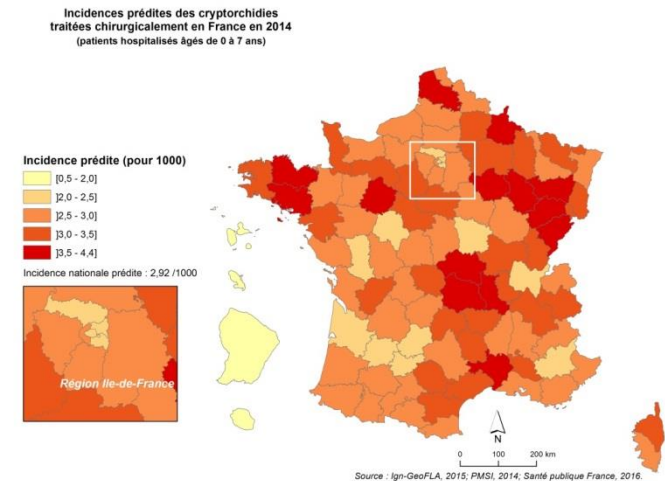 Incidences prédites des cryptorchidies
traitées chirurgicalement en France en 2014
(patients hospitalisés âgés de 0 à 7 ans)
Incidence prédite (pour 1000)
[0,5 - 2,0]
]2,0 - 2,5]
]2,5 - 3,0]
]3,0 - 3,5]
]3,5 - 4,4]
Incidence nationale prédite : 2,92 /1000
Région Ile-de-France
N
0 100 200 km
Source : Ign-GeoFLA, 2015; PMSI, 2014; Santé publique France, 2016.